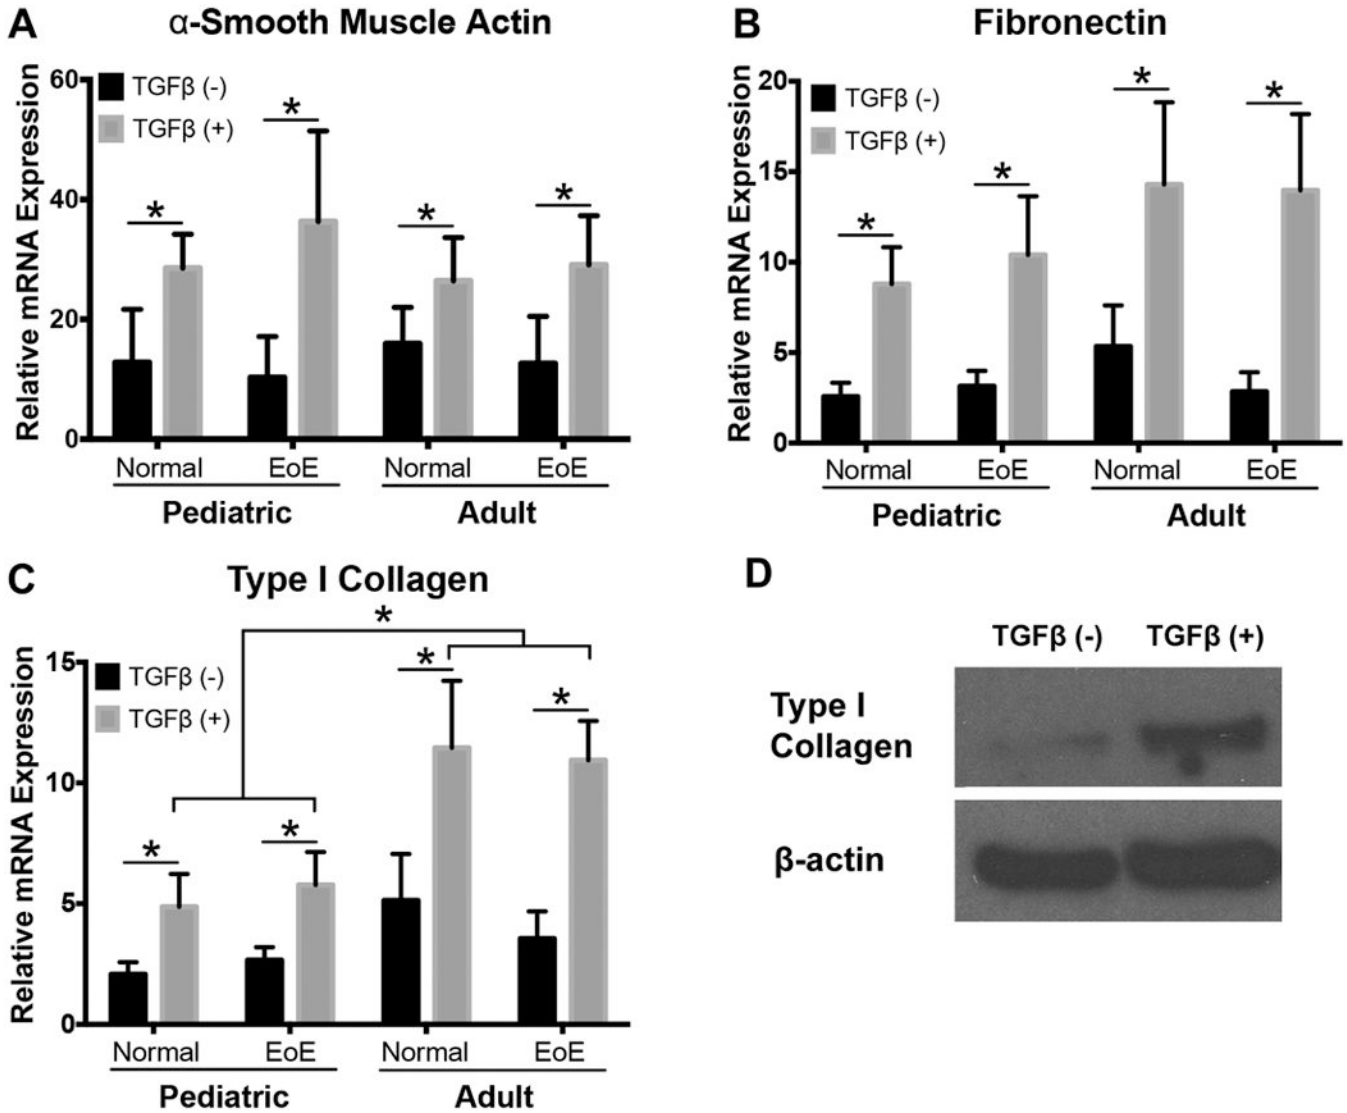 A
α-Smooth Muscle Actin
Relative mRNA Expression
60
40
20
0
TGFβ (-)
TGFβ (+)
*
*
*
*
Normal
EoE
Normal
EoE
Pediatric
Adult
B
Fibronectin
Relative mRNA Expression
20
15
10
5
0
TGFβ (-)
TGFβ (+)
*
*
*
*
Normal
EoE
Normal
EoE
Pediatric
Adult
C
Type I Collagen
Relative mRNA Expression
15
10
5
0
TGFβ (-)
TGFβ (+)
*
*
*
*
*
Normal
EoE
Normal
EoE
Pediatric
Adult
D
TGFβ (-)
TGFβ (+)
Type I
Collagen
β-actin